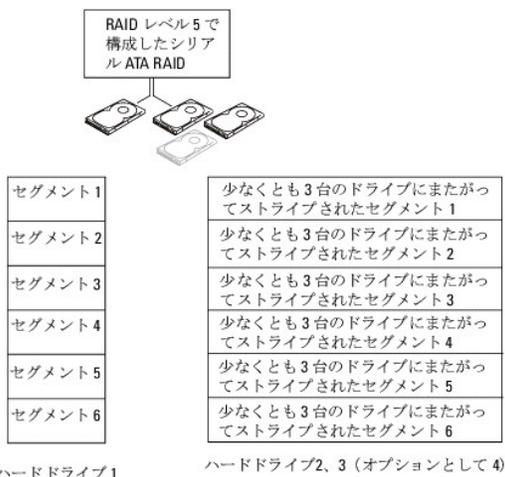 RAID レベル 5 で
構成したシリア
ル ATA RAID
セグメント 1
セグメント 2
セグメント 3
セグメント 4
セグメント 5
セグメント 6
ハードドライブ 1
少なくとも 3 台のドライブにまたがっ
てストライプされたセグメント 1
少なくとも 3 台のドライブにまたがっ
てストライプされたセグメント 2
少なくとも 3 台のドライブにまたがっ
てストライプされたセグメント 3
少なくとも 3 台のドライブにまたがっ
てストライプされたセグメント 4
少なくとも 3 台のドライブにまたがっ
てストライプされたセグメント 5
少なくとも 3 台のドライブにまたがっ
てストライプされたセグメント 6
ハードドライブ2、3（オプションとして 4）